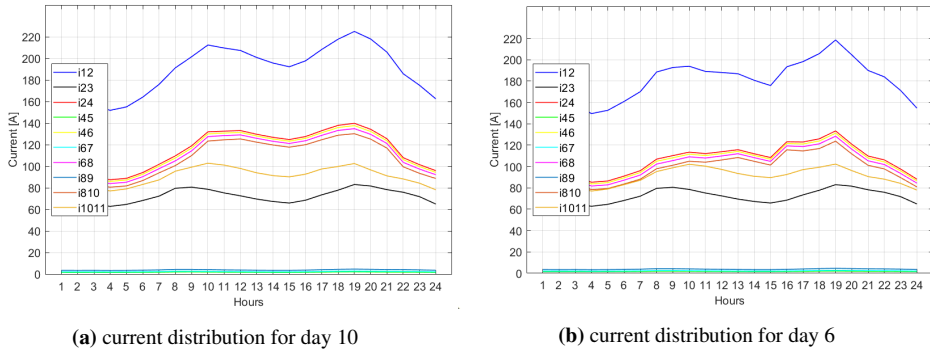 220
200
180
160
140
120
100
80
60
40
20
0
Current [A]
i12
i23
i24
i45
i46
i67
i68
i89
i810
i1011
1 2 3 4 5 6 7 8 9 10 11 12 13 14 15 16 17 18 19 20 21 22 23 24
Hours
(a) current distribution for day 10
220
200
180
160
140
120
100
80
60
40
20
0
Current [A]
i12
i23
i24
i45
i46
i67
i68
i89
i810
i1011
1 2 3 4 5 6 7 8 9 10 11 12 13 14 15 16 17 18 19 20 21 22 23 24
Hours
(b) current distribution for day 6